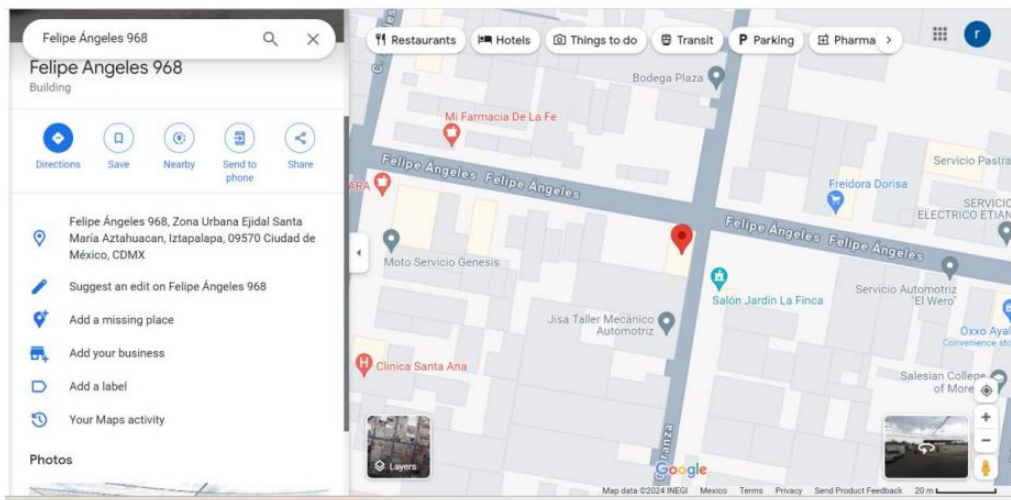 Felipe Ángeles 968
Felipe Angeles 968
Building
Directions
Save
Nearby
Send to
phone
Share
Felipe Ángeles 968, Zona Urbana Ejidal Santa
María Aztahuacan, Iztapalapa, 09570 Ciudad de
México, CDMX
Suggest an edit on Felipe Ángeles 968
Add a missing place
Add your business
Add a label
Your Maps activity
Photos
Restaurants
Hotels
Things to do
Transit
P Parking
Pharma
r
Bodega Plaza
Mi Farmacia De La Fe
Felipe Ángeles Felipe Ángeles
Servicio Pastra
ARA
Freidora Dorisa
SERVICIO
ELECTRICO ETIAN
Felipe Ángeles Felipe Ángeles
Moto Servicio Genesis
Salón Jardín La Finca
Servicio Automotriz
"El Wero"
Jisa Taller Mecánico
Automotriz
Oxxo Ayal
Convenience sto
H Clinica Santa Ana
Salesian College
of More
ranza
Layers
Google
Map data ©2024 INEGI Mexico Terms Privacy Send Product Feedback 20 m